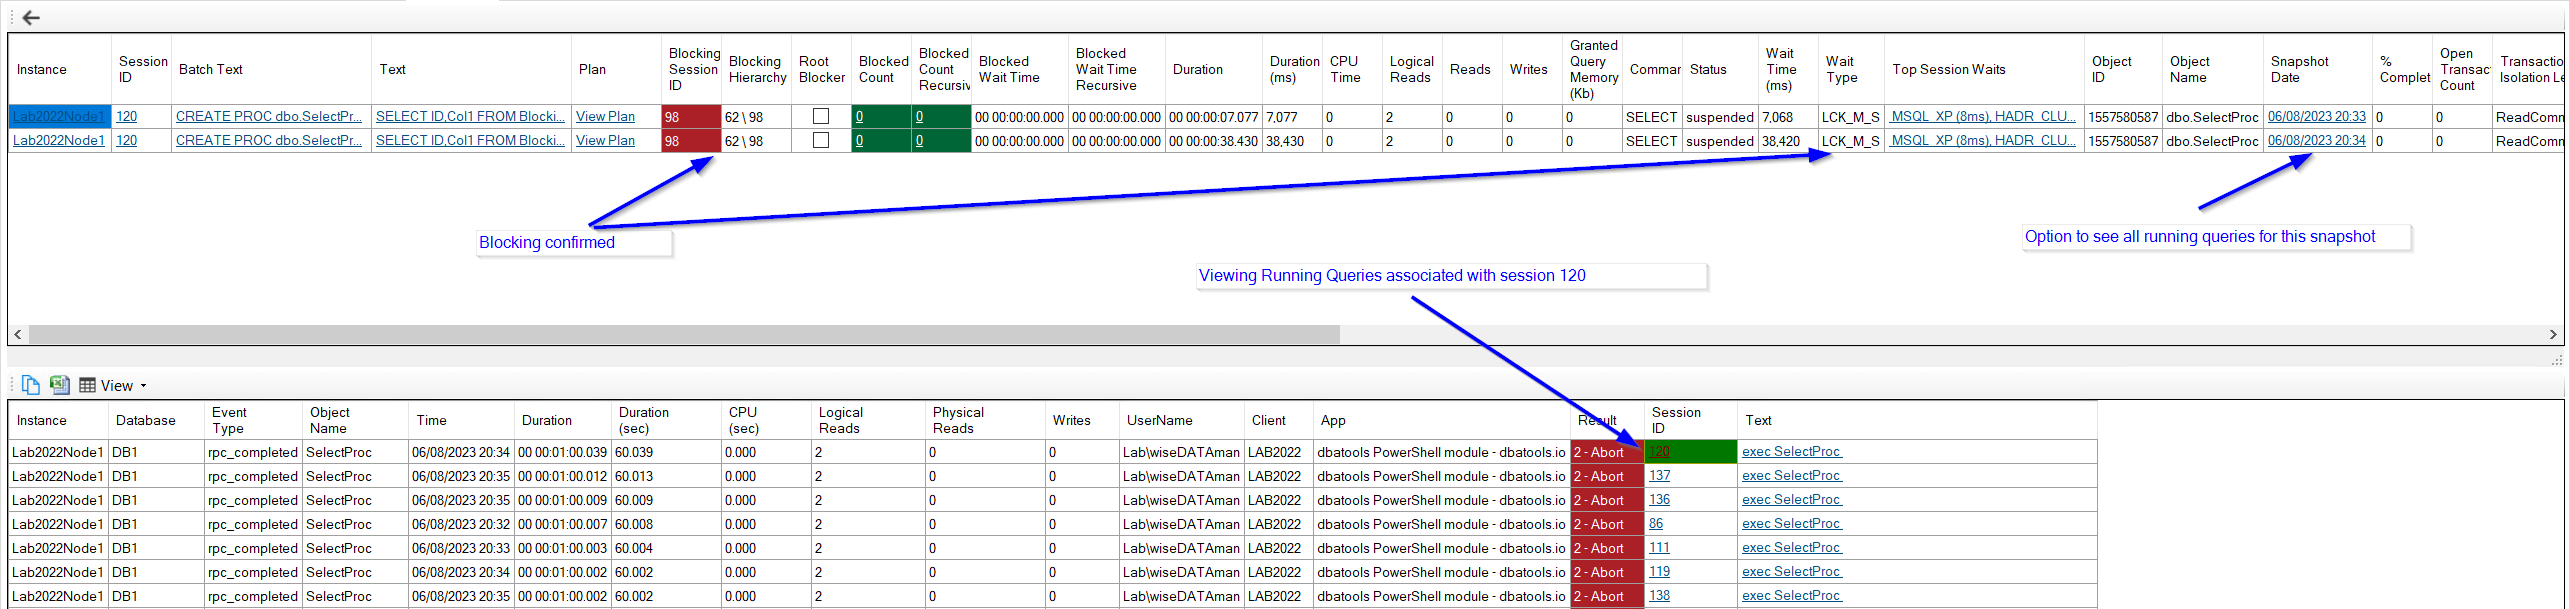 Instance Session ID Batch Text Text Plan Blocking Session ID Blocking Hierarchy Root Blocker Blocked Count Blocked Count Recursiv Blocked Wait Time Blocked Wait Time Recursive Duration Duration (ms) CPU Time Logical Reads Reads Writes Granted Query Memory (Kb) Commar Status Wait Time (ms) Wait Type Top Session Waits Object ID Object Name Snapshot Date % Complet Open Transac Count Transactio Isolation Le
Lab2022Node1 120 CREATE PROC dbo.SelectPr... SELECT ID,Col1 FROM Blocki... View Plan 98 62 \ 98 0 0 00 00:00:00.000 00 00:00:00.000 00 00:00:07.077 7,077 0 2 0 0 0 SELECT suspended 7,068 LCK_M_S MSQL_XP (8ms), HADR_CLU... 1557580587 dbo.SelectProc 06/08/2023 20:33 0 0 ReadComn
Lab2022Node1 120 CREATE PROC dbo.SelectPr... SELECT ID,Col1 FROM Blocki... View Plan 98 62 \ 98 0 0 00 00:00:00.000 00 00:00:00.000 00 00:00:38.430 38,430 0 2 0 0 0 SELECT suspended 38,420 LCK_M_S MSQL_XP (8ms), HADR_CLU... 1557580587 dbo.SelectProc 06/08/2023 20:34 0 0 ReadComn
Blocking confirmed
Option to see all running queries for this snapshot
Viewing Running Queries associated with session 120
View
Instance Database Event Type Object Name Time Duration Duration (sec) CPU (sec) Logical Reads Physical Reads Writes UserName Client App Result Session ID Text
Lab2022Node1 DB1 rpc_completed SelectProc 06/08/2023 20:34 00 00:01:00.039 60.039 0.000 2 0 0 Lab\wiseDATAman LAB2022 dbatools PowerShell module - dbatools.io 2 - Abort 120 exec SelectProc
Lab2022Node1 DB1 rpc_completed SelectProc 06/08/2023 20:35 00 00:01:00.012 60.013 0.000 2 0 0 Lab\wiseDATAman LAB2022 dbatools PowerShell module - dbatools.io 2 - Abort 137 exec SelectProc
Lab2022Node1 DB1 rpc_completed SelectProc 06/08/2023 20:35 00 00:01:00.009 60.009 0.000 2 0 0 Lab\wiseDATAman LAB2022 dbatools PowerShell module - dbatools.io 2 - Abort 136 exec SelectProc
Lab2022Node1 DB1 rpc_completed SelectProc 06/08/2023 20:32 00 00:01:00.007 60.008 0.000 2 0 0 Lab\wiseDATAman LAB2022 dbatools PowerShell module - dbatools.io 2 - Abort 86 exec SelectProc
Lab2022Node1 DB1 rpc_completed SelectProc 06/08/2023 20:33 00 00:01:00.003 60.004 0.000 2 0 0 Lab\wiseDATAman LAB2022 dbatools PowerShell module - dbatools.io 2 - Abort 111 exec SelectProc
Lab2022Node1 DB1 rpc_completed SelectProc 06/08/2023 20:34 00 00:01:00.002 60.002 0.000 2 0 0 Lab\wiseDATAman LAB2022 dbatools PowerShell module - dbatools.io 2 - Abort 119 exec SelectProc
Lab2022Node1 DB1 rpc_completed SelectProc 06/08/2023 20:35 00 00:01:00.002 60.002 0.000 2 0 0 Lab\wiseDATAman LAB2022 dbatools PowerShell module - dbatools.io 2 - Abort 138 exec SelectProc